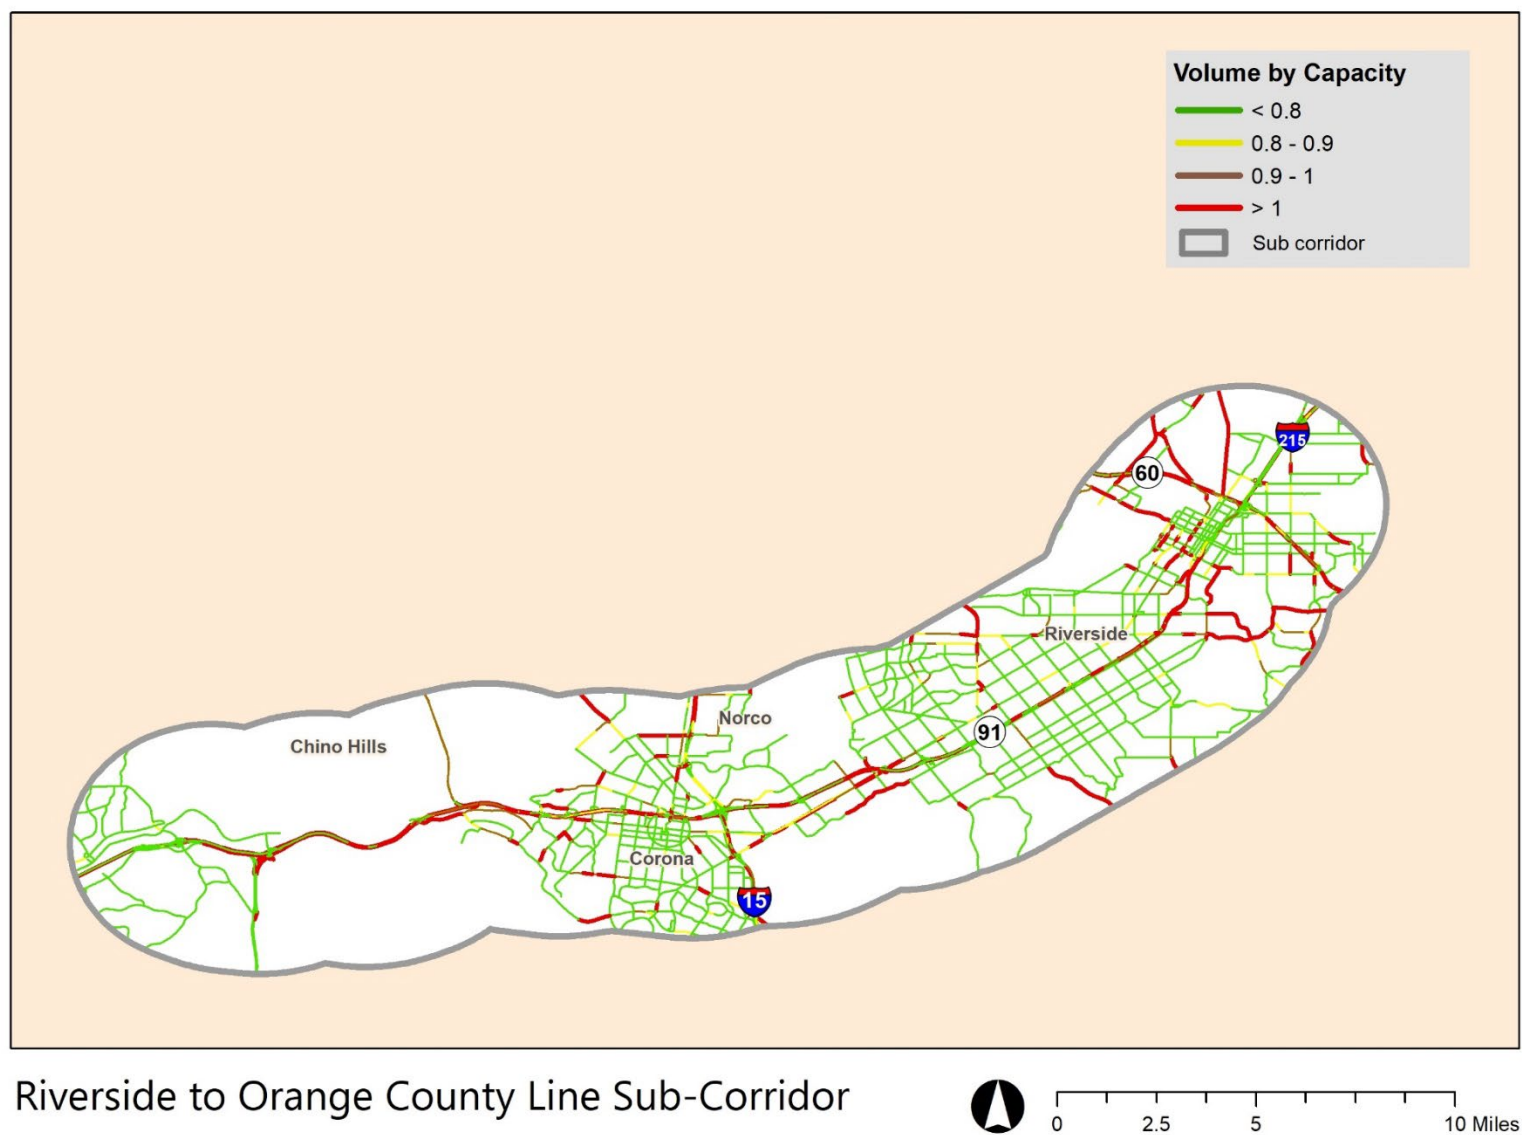 Volume by Capacity
< 0.8
0.8 - 0.9
0.9 - 1
> 1
Sub corridor
215
60
Riverside
Norco
91
Chino Hills
Corona
15
Riverside to Orange County Line Sub-Corridor
0 2.5 5 10 Miles